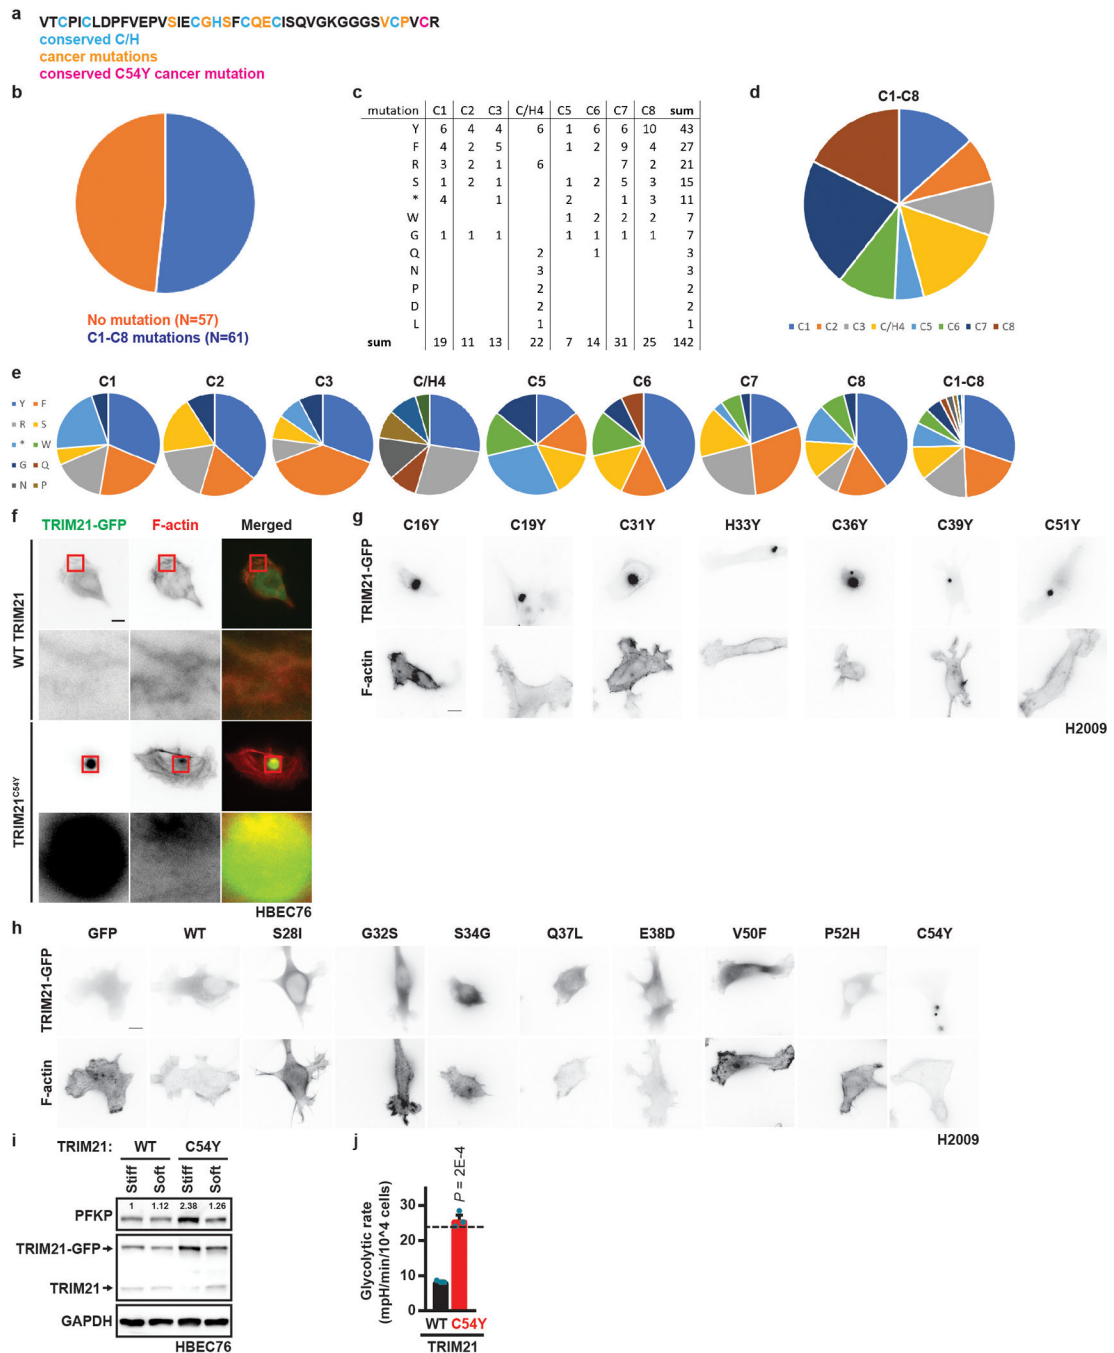 a
VTCPICLDPFVEPVSIECGHSFCQECISQVGKGGGSVCPVCR
conserved C/H
cancer mutations
conserved C54Y cancer mutation
b
No mutation (N=57)
C1-C8 mutations (N=61)
c
mutation C1 C2 C3 C/H4 C5 C6 C7 C8 sum
Y 6 4 4 6 1 6 6 10 43
F 4 2 5 1 2 9 4 27
R 3 2 1 6 7 2 21
S 1 2 1 1 2 5 3 15
* 4 1 2 1 3 11
W 1 2 2 2 7
G 1 1 1 1 1 1 1 7
Q 2 1 3
N 3 3
P 2 2
D 2 2
L 1 1
sum 19 11 13 22 7 14 31 25 142
d
C1-C8
C1 C2 C3 C/H4 C5 C6 C7 C8
e
C1 C2 C3 C/H4 C5 C6 C7 C8 C1-C8
Y F
R S
* W
G Q
N P
f
TRIM21-GFP F-actin Merged
WT TRIM21
TRIM21C54Y
HBEC76
g
C16Y C19Y C31Y H33Y C36Y C39Y C51Y
TRIM21-GFP
F-actin
H2009
h
GFP WT S28I G32S S34G Q37L E38D V50F P52H C54Y
TRIM21-GFP
F-actin
H2009
i
TRIM21: WT C54Y
Stiff Soft Stiff Soft
PFKP 1 1.12 2.38 1.26
TRIM21-GFP
TRIM21
GAPDH
HBEC76
j
P = 2E-4
Glycolytic rate
(mpH/min/10^4 cells)
30
20
10
0
WT C54Y
TRIM21